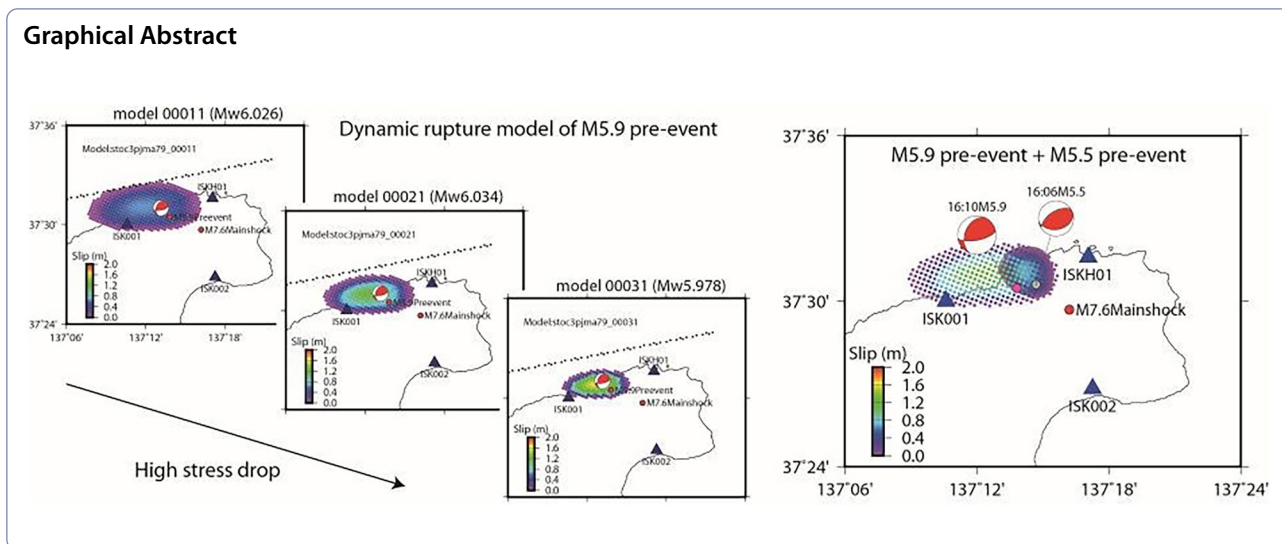 Graphical Abstract
model 00011 (Mw6.026)
37°36'
Model:stoc3pjma79_00011
ISKH01
37°30'
ISK001
M7.6Mainshock
Slip (m)
2.0
1.6
1.2
0.8
0.4
0.0
ISK002
37°24'
137°06'
137°12'
137°18'
Dynamic rupture model of M5.9 pre-event
model 00021 (Mw6.034)
Model:stoc3pjma79_00021
ISKH01
ISK001
M7.6Mainshock
Slip (m)
2.0
1.6
1.2
0.8
0.4
0.0
ISK002
model 00031 (Mw5.978)
Model:stoc3pjma79_00031
ISKH01
ISK001
M7.6Mainshock
Slip (m)
2.0
1.6
1.2
0.8
0.4
0.0
ISK002
High stress drop
37°36'
M5.9 pre-event + M5.5 pre-event
16:06M5.5
16:10M5.9
ISKH01
37°30'
ISK001
M7.6Mainshock
Slip (m)
2.0
1.6
1.2
0.8
0.4
0.0
ISK002
37°24'
137°06'
137°12'
137°18'
137°24'